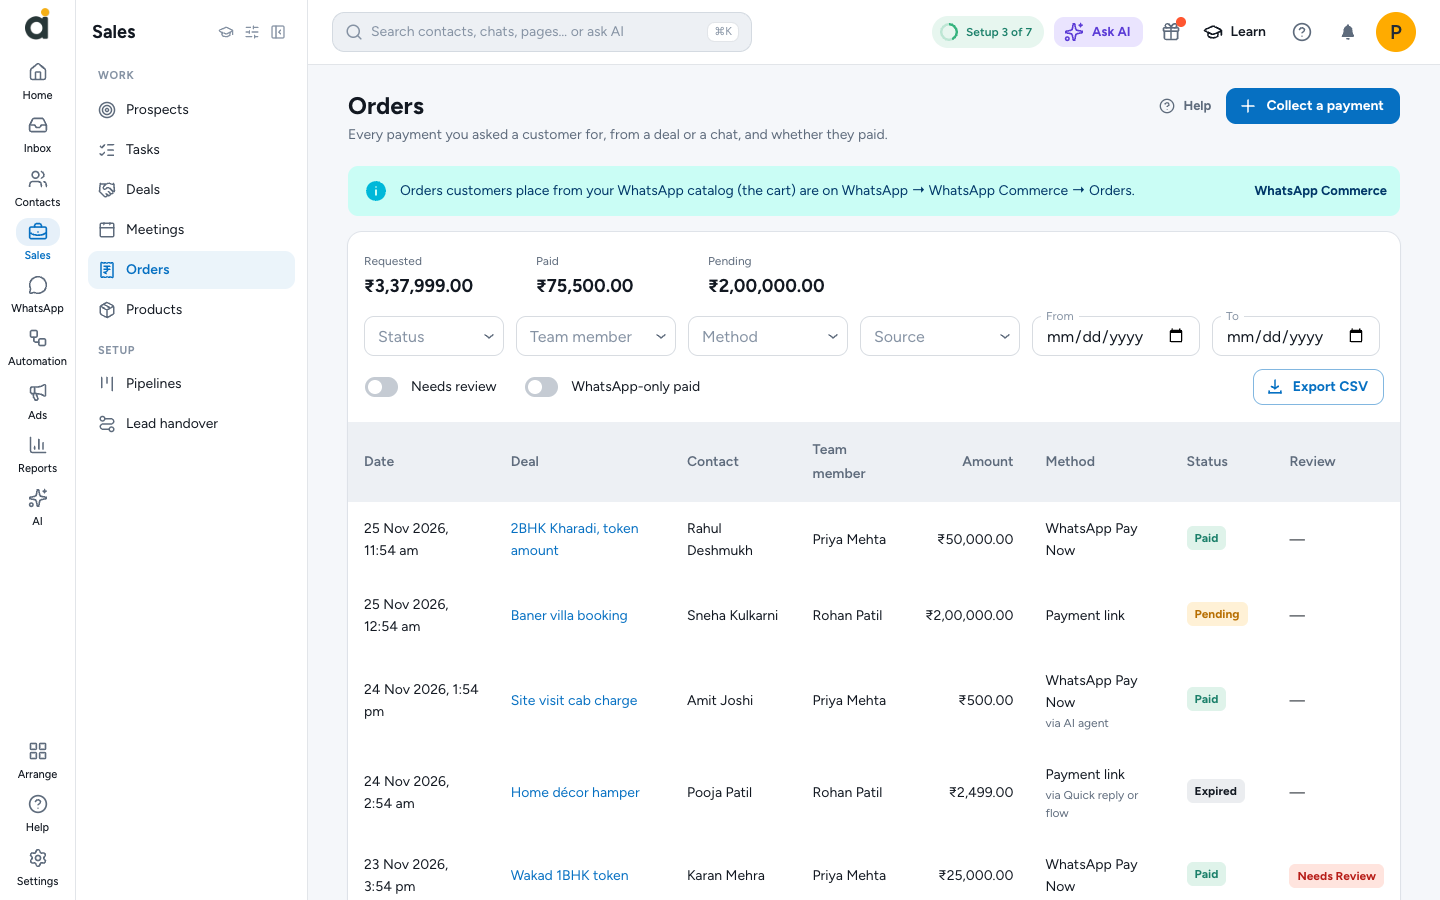 Home
Inbox
Contacts
Sales
WhatsApp
Automation
Ads
Reports
AI
Arrange
Help
Settings
Sales
WORK
Prospects
Tasks
Deals
Meetings
Orders
Products
SETUP
Pipelines
Lead handover
Search contacts, chats, pages... or ask AI
⌘K
Setup 3 of 7
Ask AI
Learn
P
Orders
Every payment you asked a customer for, from a deal or a chat, and whether they paid.
Help
Collect a payment
Orders customers place from your WhatsApp catalog (the cart) are on WhatsApp → WhatsApp Commerce → Orders.
WhatsApp Commerce
Requested
₹3,37,999.00
Paid
₹75,500.00
Pending
₹2,00,000.00
Status
Team member
Method
Source
From
mm/dd/yyyy
To
mm/dd/yyyy
Needs review
WhatsApp-only paid
Export CSV
Date
Deal
Contact
Team
member
Amount
Method
Status
Review
25 Nov 2026,
11:54 am
2BHK Kharadi, token
amount
Rahul
Deshmukh
Priya Mehta
₹50,000.00
WhatsApp Pay
Now
Paid
—
25 Nov 2026,
12:54 am
Baner villa booking
Sneha Kulkarni
Rohan Patil
₹2,00,000.00
Payment link
Pending
—
24 Nov 2026, 1:54
pm
Site visit cab charge
Amit Joshi
Priya Mehta
₹500.00
WhatsApp Pay
Now
via AI agent
Paid
—
24 Nov 2026,
2:54 am
Home décor hamper
Pooja Patil
Rohan Patil
₹2,499.00
Payment link
via Quick reply or
flow
Expired
—
23 Nov 2026,
3:54 pm
Wakad 1BHK token
Karan Mehra
Priya Mehta
₹25,000.00
WhatsApp Pay
Now
Paid
Needs Review